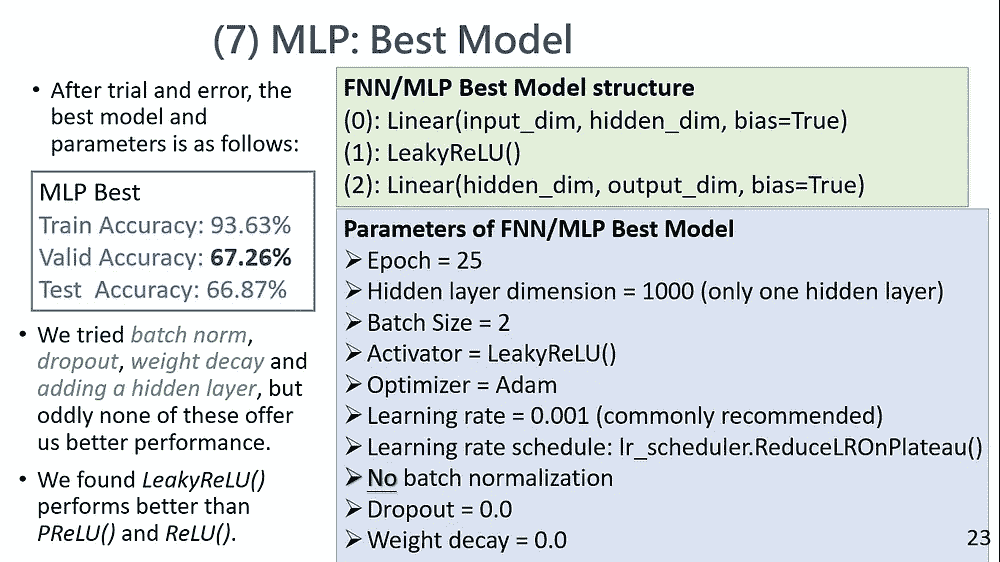 (7) MLP: Best Model
• After trial and error, the
best model and
parameters is as follows:
MLP Best
Train Accuracy: 93.63%
Valid Accuracy: 67.26%
Test Accuracy: 66.87%
• We tried batch norm,
dropout, weight decay and
adding a hidden layer, but
oddly none of these offer
us better performance.
• We found LeakyReLU()
performs better than
PReLU() and ReLU().
FNN/MLP Best Model structure
(0): Linear(input_dim, hidden_dim, bias=True)
(1): LeakyReLU()
(2): Linear(hidden_dim, output_dim, bias=True)
Parameters of FNN/MLP Best Model
➢ Epoch = 25
➢ Hidden layer dimension = 1000 (only one hidden layer)
➢ Batch Size = 2
➢ Activator = LeakyReLU()
➢ Optimizer = Adam
➢ Learning rate = 0.001 (commonly recommended)
➢ Learning rate schedule: lr_scheduler.ReduceLROnPlateau()
➢ No batch normalization
➢ Dropout = 0.0
➢ Weight decay = 0.0
23